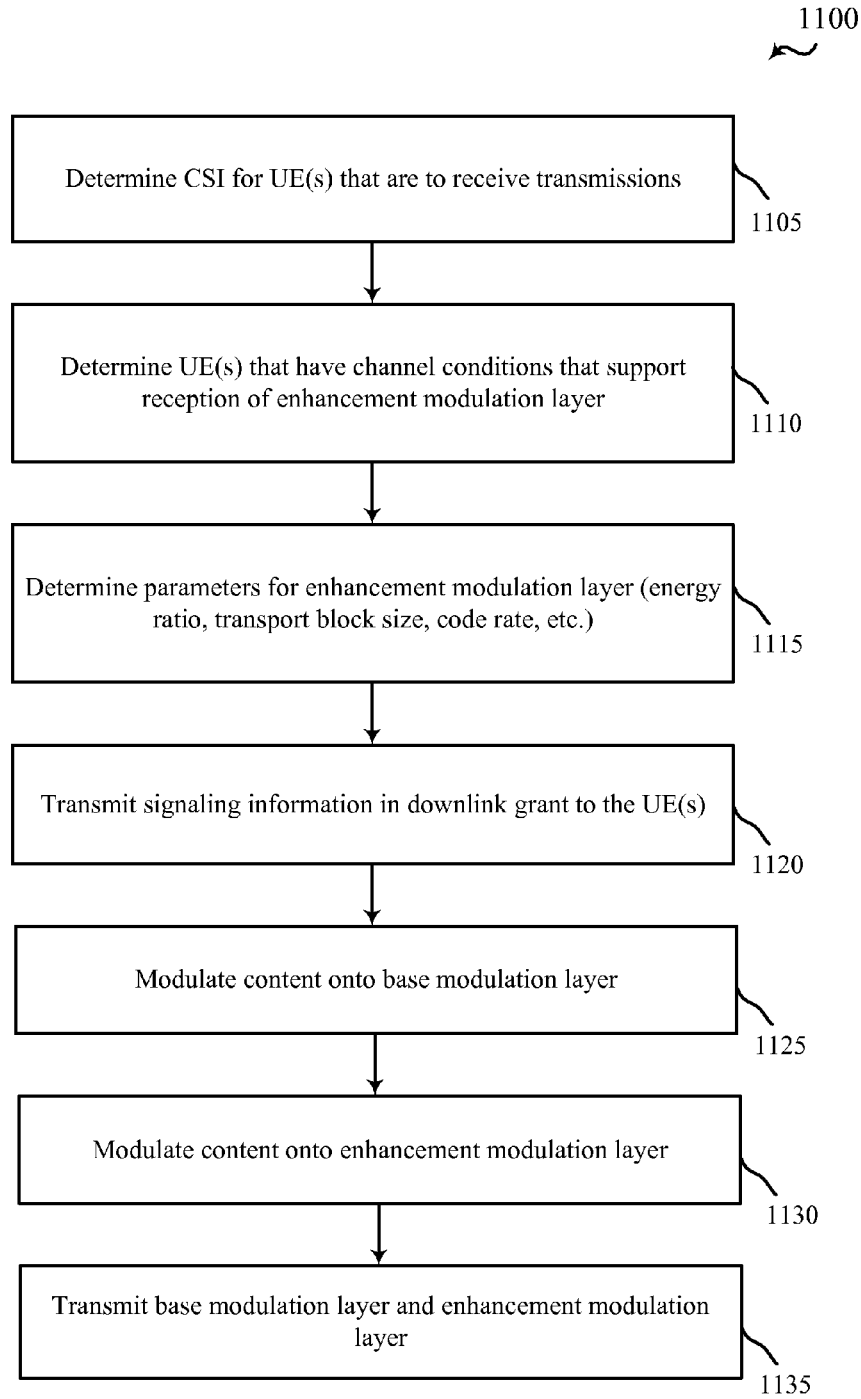 1100
Determine CSI for UE(s) that are to receive transmissions
1105
Determine UE(s) that have channel conditions that support
reception of enhancement modulation layer
1110
Determine parameters for enhancement modulation layer (energy
ratio, transport block size, code rate, etc.)
1115
Transmit signaling information in downlink grant to the UE(s)
1120
Modulate content onto base modulation layer
1125
Modulate content onto enhancement modulation layer
1130
Transmit base modulation layer and enhancement modulation
layer
1135